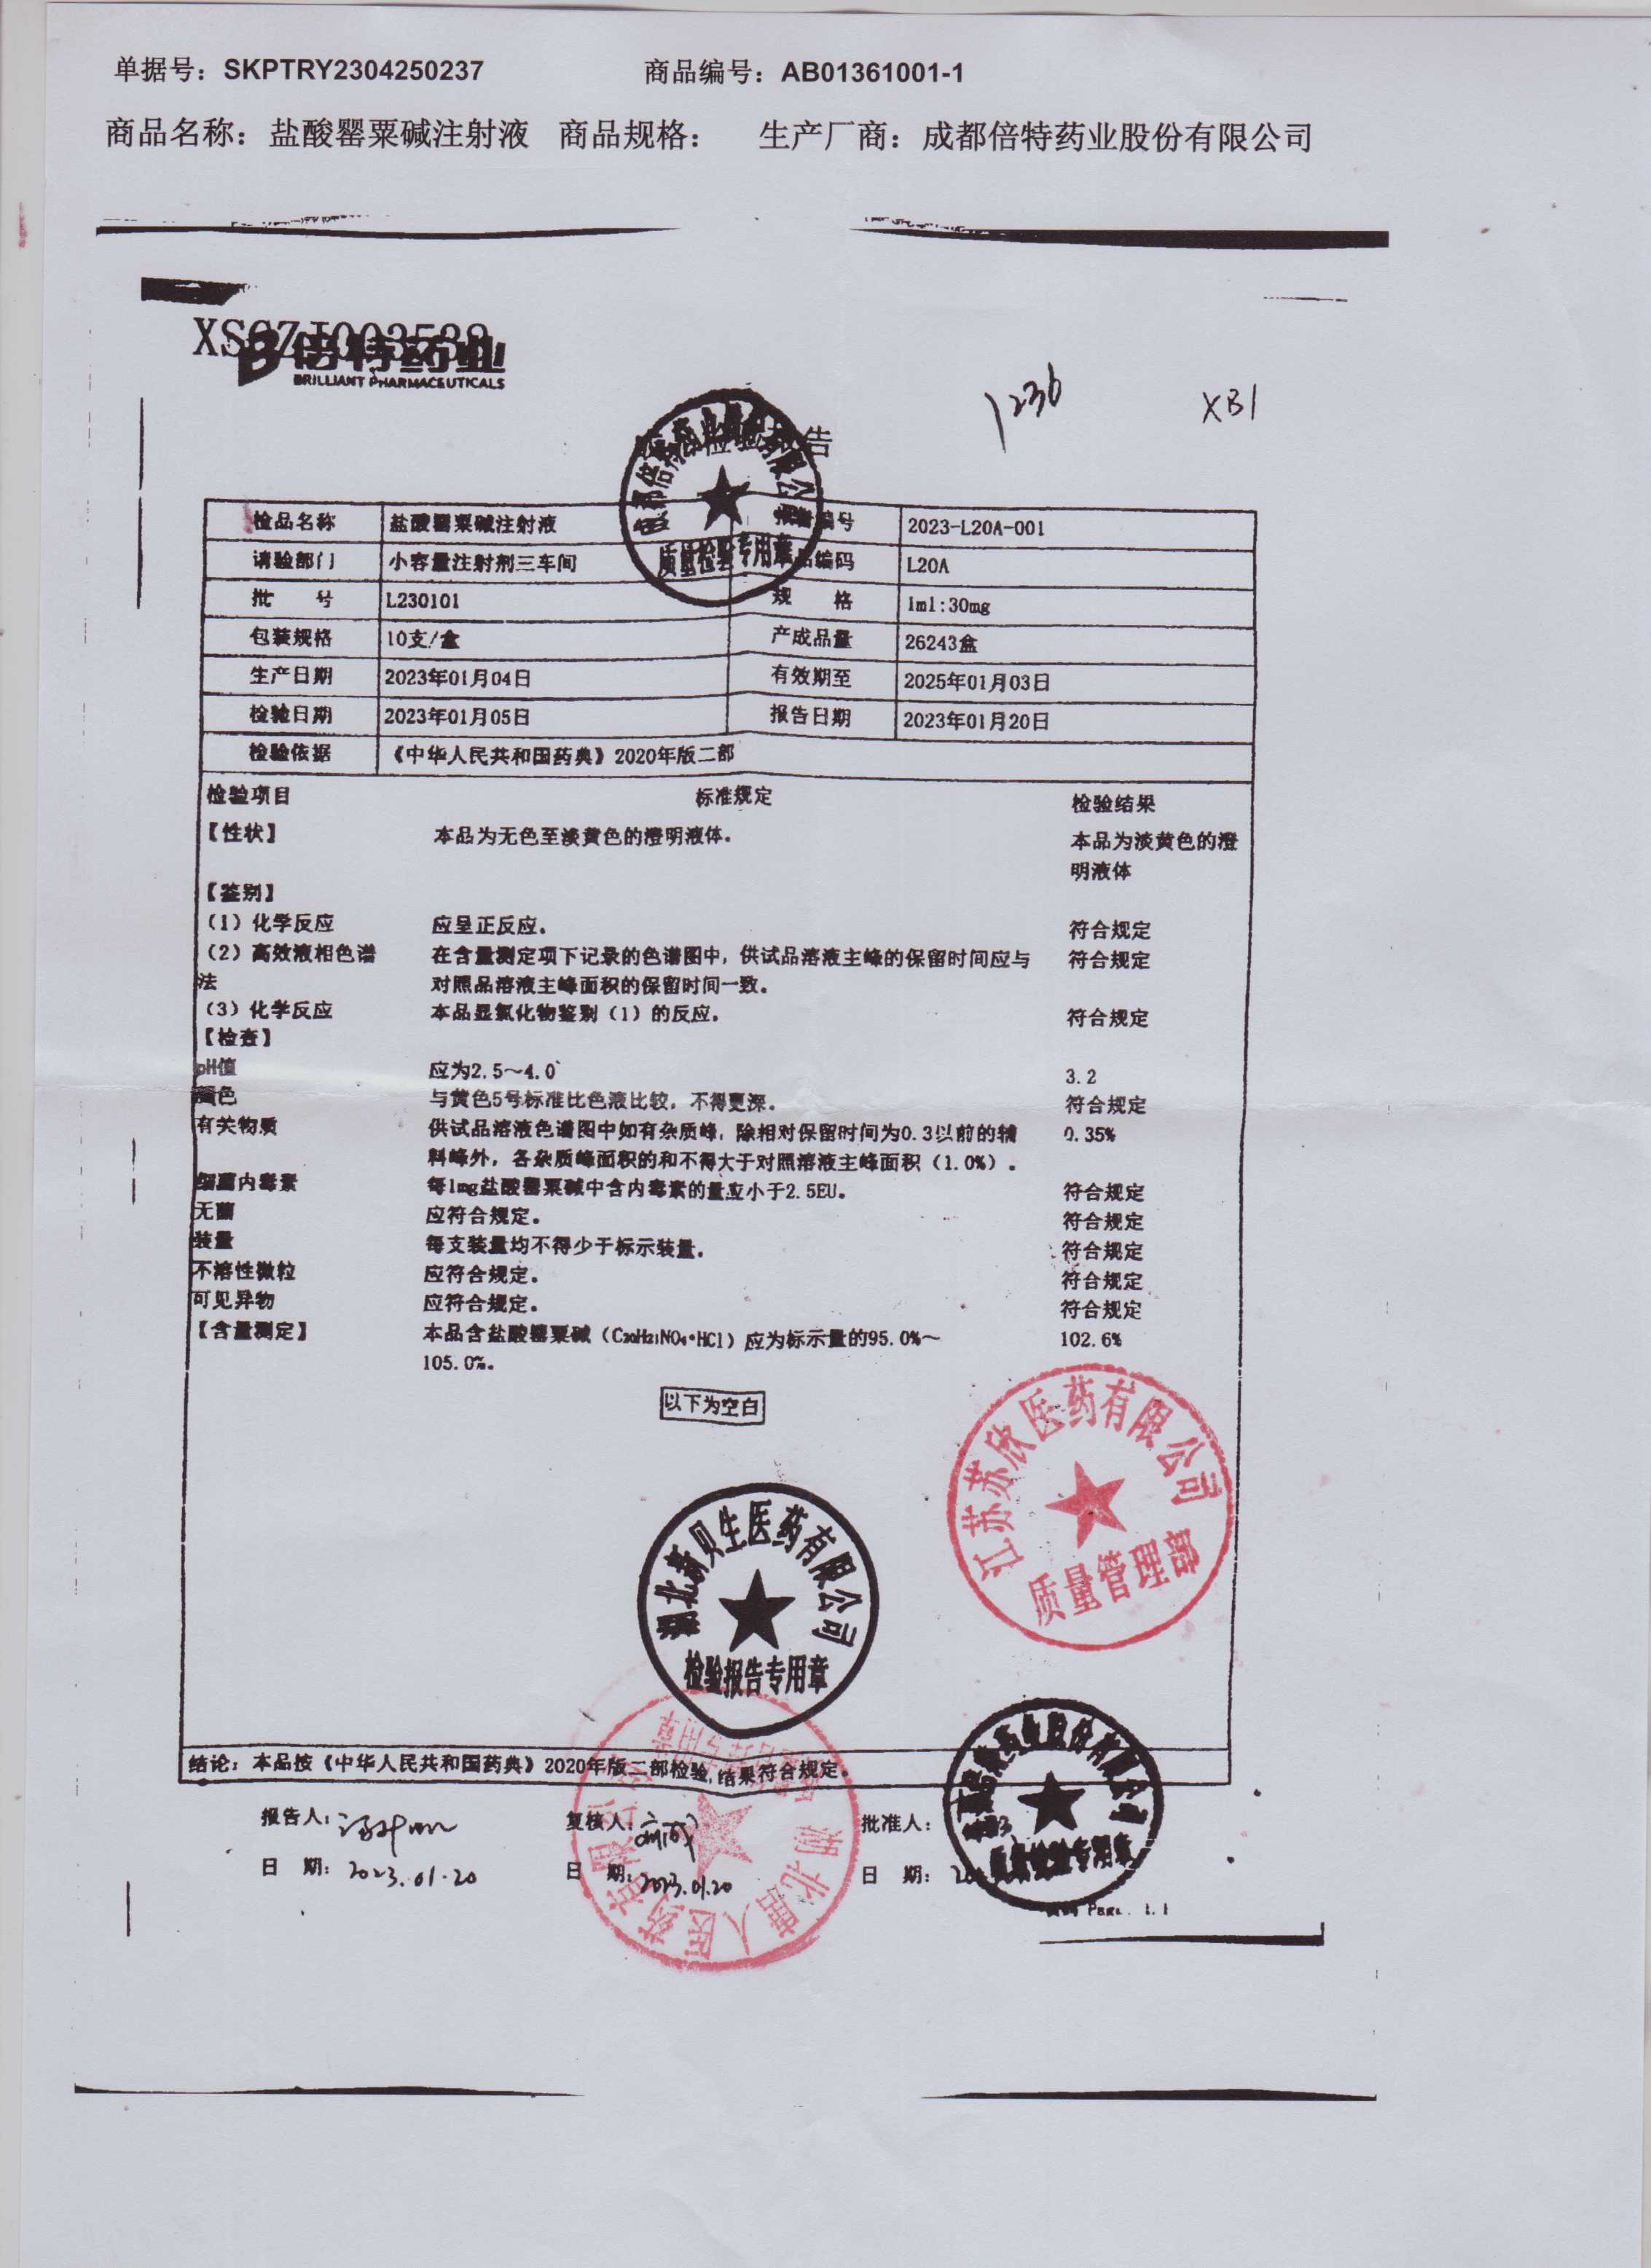 单据号：SKPTRY2304250237 商品编号：AB01361001-1
商品名称：盐酸罂粟碱注射液 商品规格： 生产厂商：成都倍特药业股份有限公司
倍特药业
BRILLIANT PHARMACEUTICALS
1236 XB1
检验报告
检品名称 盐酸罂粟碱注射液 报告编号 2023-L20A-001
请验部门 小容量注射剂三车间 品编码 L20A
批 号 L230101 规 格 1ml:30mg
包装规格 10支/盒 产成品量 26243盒
生产日期 2023年01月04日 有效期至 2025年01月03日
检验日期 2023年01月05日 报告日期 2023年01月20日
检验依据 《中华人民共和国药典》2020年版二部
质量检验专用章
检验项目 标准规定 检验结果
【性状】 本品为无色至淡黄色的澄明液体。 本品为淡黄色的澄
明液体
【鉴别】
（1）化学反应 应呈正反应。 符合规定
（2）高效液相色谱 在含量测定项下记录的色谱图中，供试品溶液主峰的保留时间应与 符合规定
法 对照品溶液主峰面积的保留时间一致。
（3）化学反应 本品显氯化物鉴别（1）的反应。 符合规定
【检查】
pH值 应为2.5～4.0 3.2
颜色 与黄色5号标准比色液比较，不得更深。 符合规定
有关物质 供试品溶液色谱图中如有杂质峰，除相对保留时间为0.3以前的辅 0.35%
料峰外，各杂质峰面积的和不得大于对照溶液主峰面积（1.0%）。
细菌内毒素 每1mg盐酸罂粟碱中含内毒素的量应小于2.5EU。 符合规定
无菌 应符合规定。 符合规定
装量 每支装量均不得少于标示装量。 符合规定
不溶性微粒 应符合规定。 符合规定
可见异物 应符合规定。 符合规定
【含量测定】 本品含盐酸罂粟碱（C₂₀H₂₁NO₄•HCl）应为标示量的95.0%～ 102.6%
105.0%。
以下为空白
江苏苏欣医药有限公司
质量管理部
湖北新贝生医药有限公司
检验报告专用章
结论：本品按《中华人民共和国药典》2020年版二部检验,结果符合规定。
报告人： 复核人： 批准人：
日 期：2023.01.20 日 期：2023.01.20 日 期：
质量检验专用章